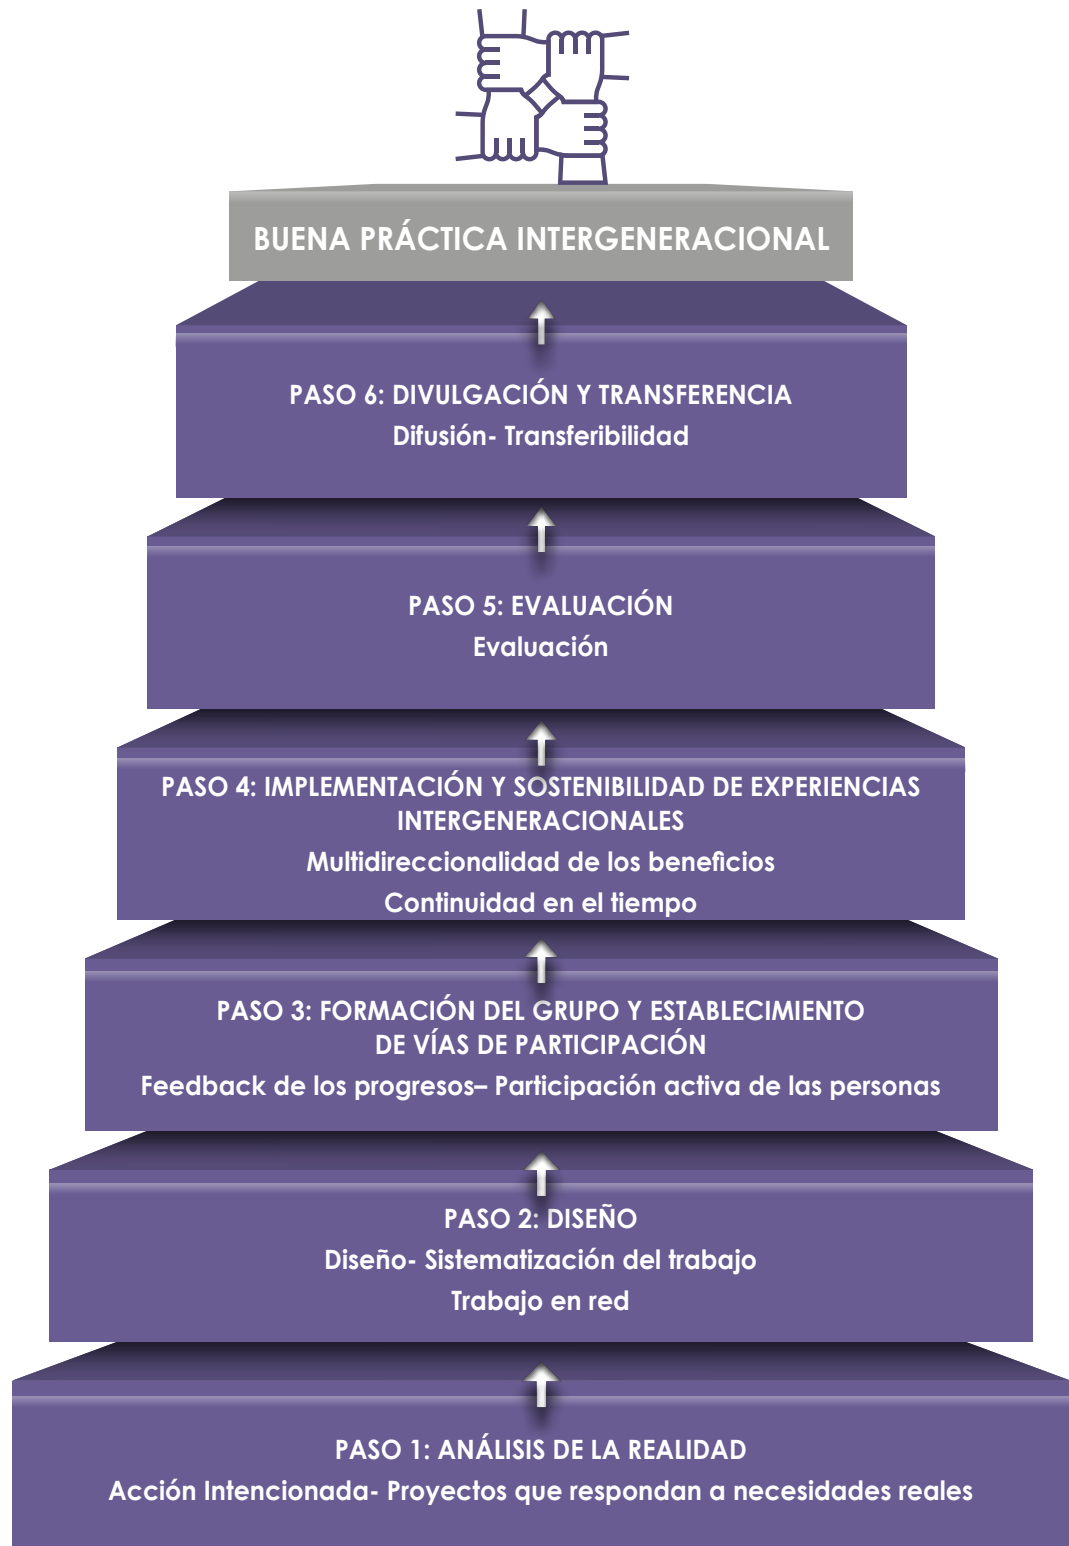 BUENA PRÁCTICA INTERGENERACIONAL
PASO 6: DIVULGACIÓN Y TRANSFERENCIA
Difusión- Transferibilidad
PASO 5: EVALUACIÓN
Evaluación
PASO 4: IMPLEMENTACIÓN Y SOSTENIBILIDAD DE EXPERIENCIAS
INTERGENERACIONALES
Multidireccionalidad de los beneficios
Continuidad en el tiempo
PASO 3: FORMACIÓN DEL GRUPO Y ESTABLECIMIENTO
DE VÍAS DE PARTICIPACIÓN
Feedback de los progresos– Participación activa de las personas
PASO 2: DISEÑO
Diseño- Sistematización del trabajo
Trabajo en red
PASO 1: ANÁLISIS DE LA REALIDAD
Acción Intencionada- Proyectos que respondan a necesidades reales